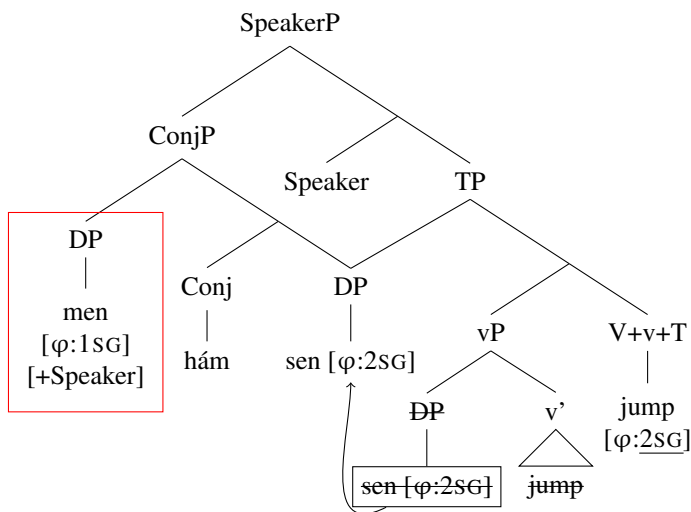 SpeakerP
ConjP
Speaker
TP
DP
Conj
DP
men
[φ:1SG]
[+Speaker]
hám
sen [φ:2SG]
vP
V+v+T
DP
v’
jump
[φ:2SG]
sen [φ:2SG]
jump